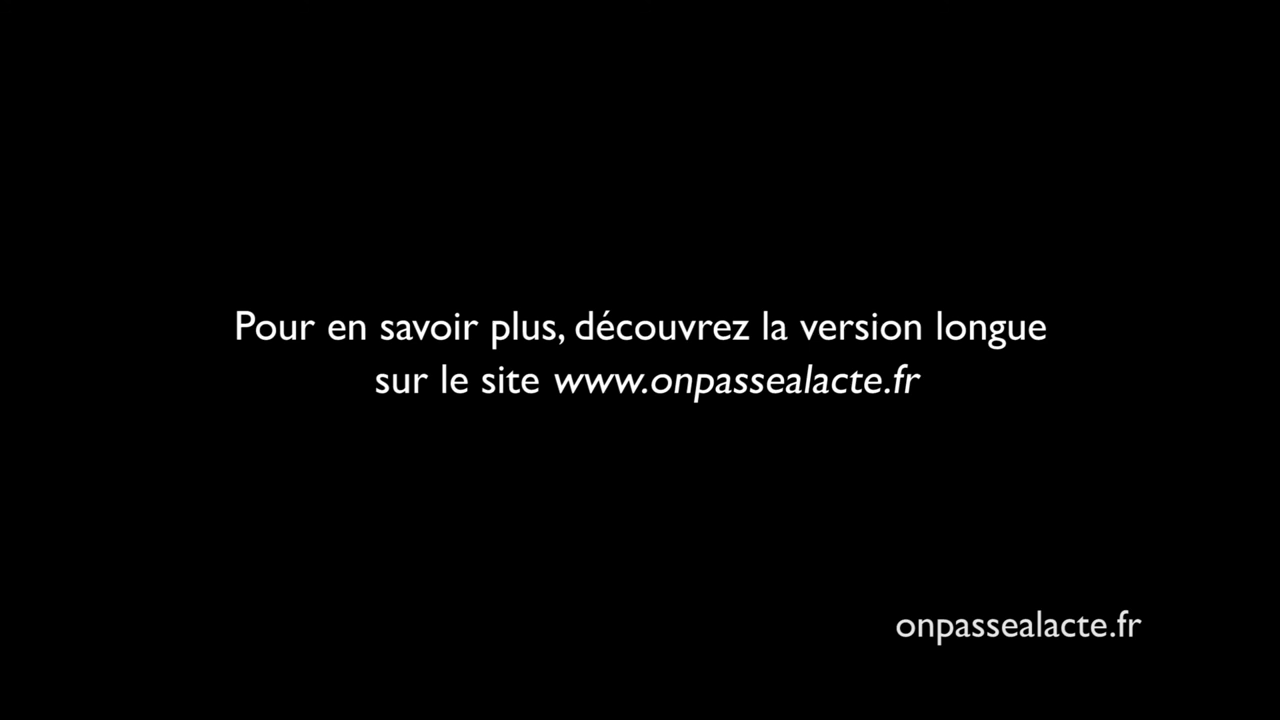 Pour en savoir plus, découvrez la version longue
sur le site www.onpassealacte.fr
onpassealacte.fr